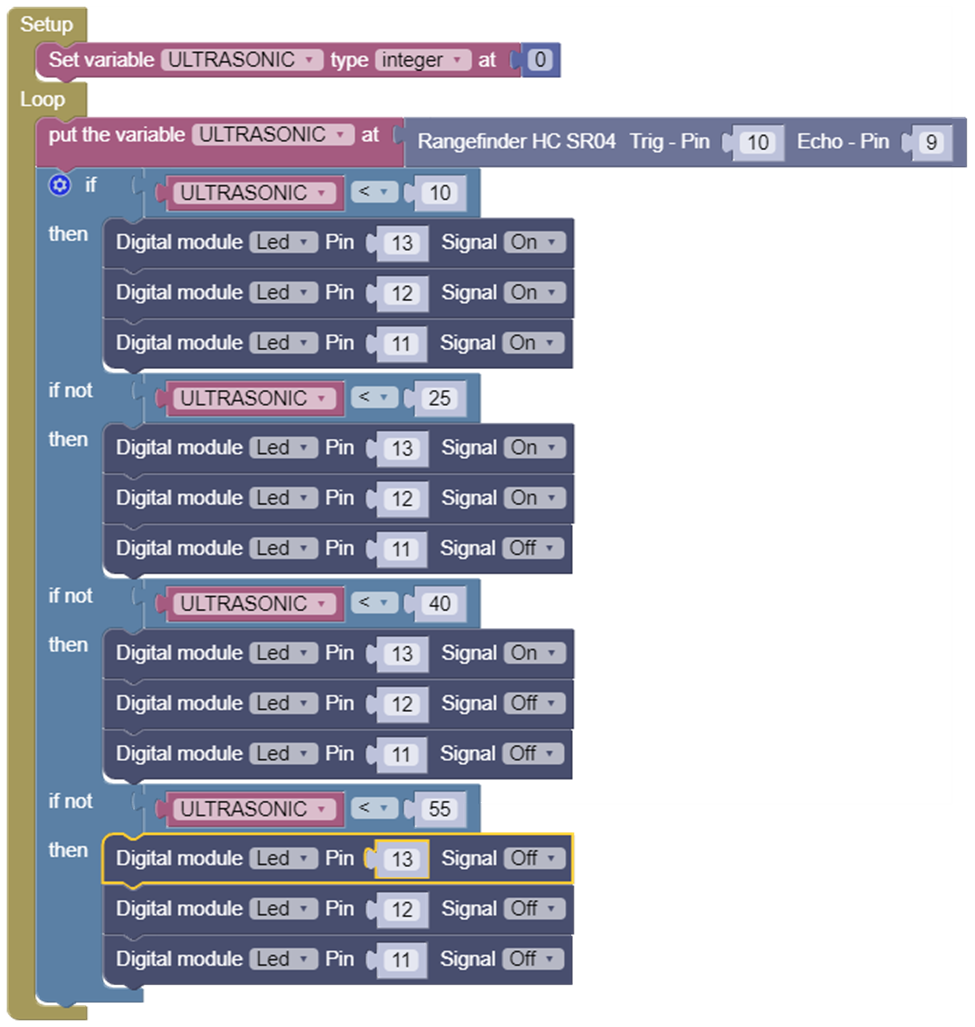 Setup
Set variable ULTRASONIC type integer at 0
Loop
put the variable ULTRASONIC at Rangefinder HC SR04 Trig - Pin 10 Echo - Pin 9
if ULTRASONIC < 10
then Digital module Led Pin 13 Signal On
Digital module Led Pin 12 Signal On
Digital module Led Pin 11 Signal On
if not ULTRASONIC < 25
then Digital module Led Pin 13 Signal On
Digital module Led Pin 12 Signal On
Digital module Led Pin 11 Signal Off
if not ULTRASONIC < 40
then Digital module Led Pin 13 Signal On
Digital module Led Pin 12 Signal Off
Digital module Led Pin 11 Signal Off
if not ULTRASONIC < 55
then Digital module Led Pin 13 Signal Off
Digital module Led Pin 12 Signal Off
Digital module Led Pin 11 Signal Off